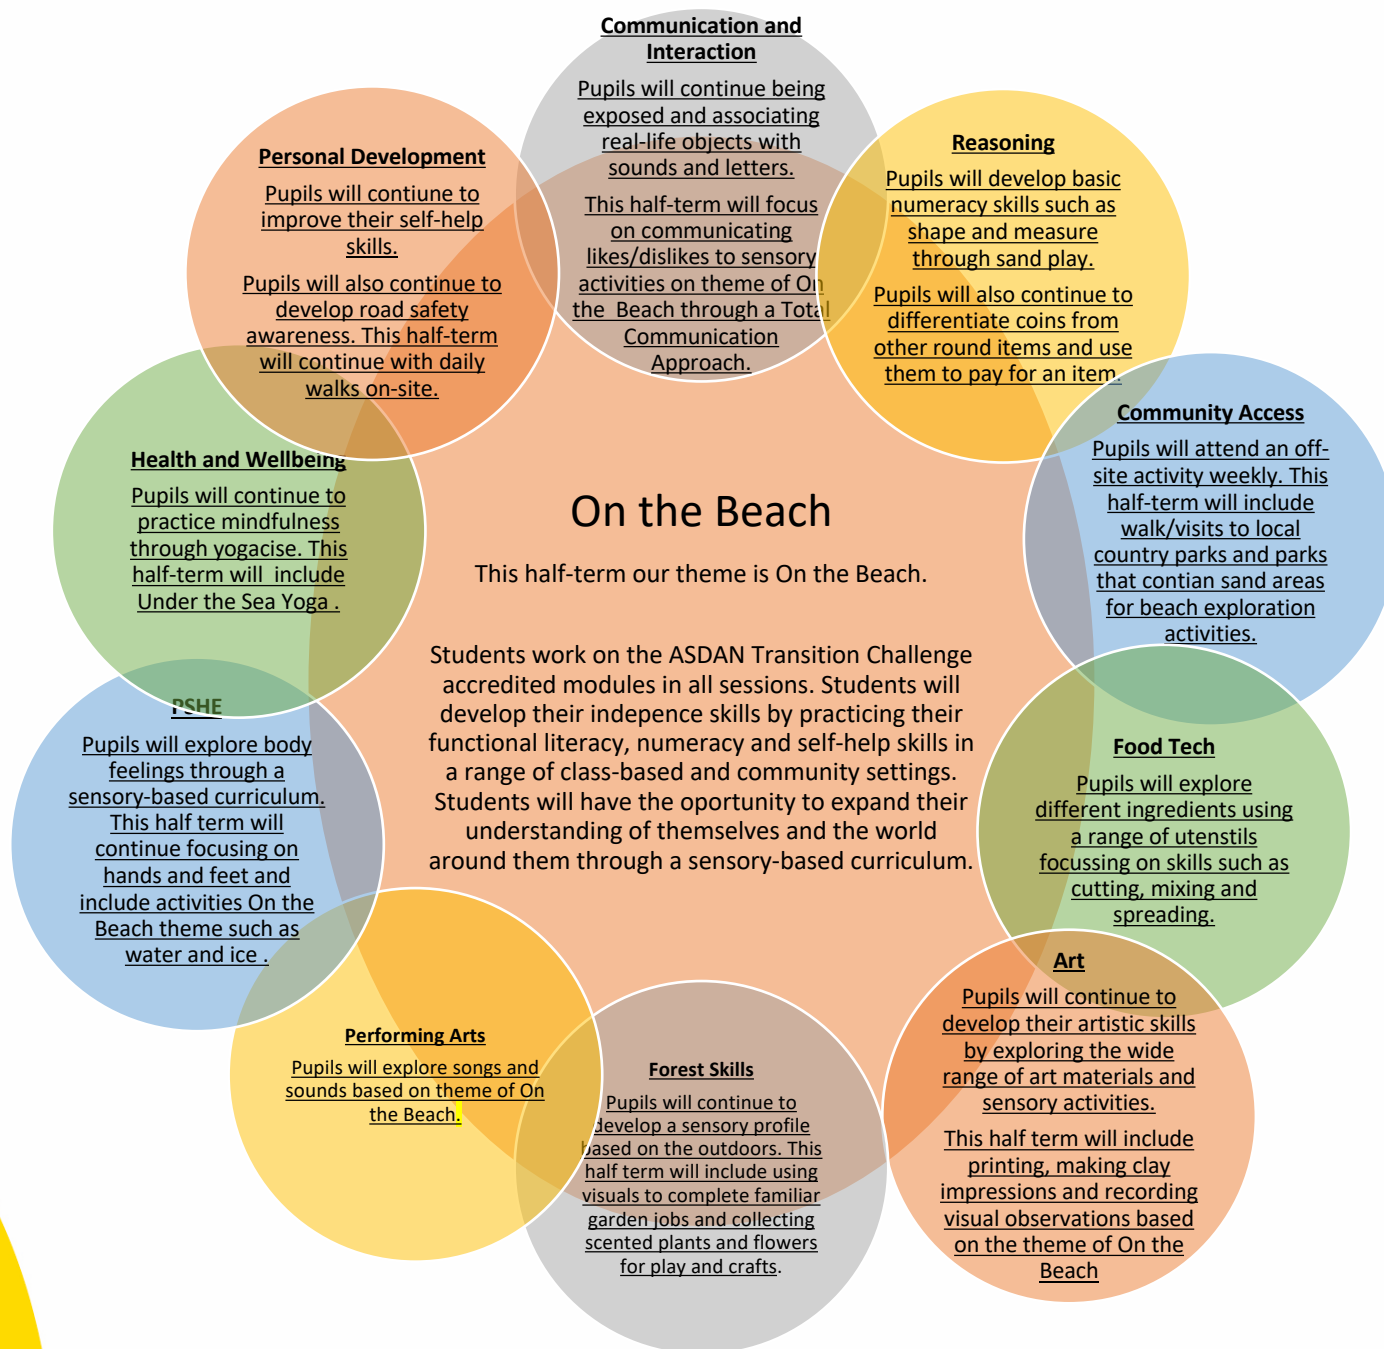 Communication and
Interaction
Pupils will continue being
exposed and associating
real-life objects with
sounds and letters.
This half-term will focus
on communicating
likes/dislikes to sensory
activities on theme of On
the  Beach through a Total
Communication
Approach.
Reasoning
Pupils will develop basic
numeracy skills such as
shape and measure
through sand play.
Pupils will also continue to
differentiate coins from
other round items and use
them to pay for an item.
Community Access
Pupils will attend an off-
site activity weekly. This
half-term will include
walk/visits to local
country parks and parks
that contian sand areas
for beach exploration
activities.
Food Tech
Pupils will explore
different ingredients using
a range of utenstils
focussing on skills such as
cutting, mixing and
spreading.
Art
Pupils will continue to
develop their artistic skills
by exploring the wide
range of art materials and
sensory activities.
This half term will include
printing, making clay
impressions and recording
visual observations based
on the theme of On the
Beach
Forest Skills
Pupils will continue to
develop a sensory profile
based on the outdoors. This
half term will include using
visuals to complete familiar
garden jobs and collecting
scented plants and flowers
for play and crafts.
Performing Arts
Pupils will explore songs and
sounds based on theme of On
the Beach.
PSHE
Pupils will explore body
feelings through a
sensory-based curriculum.
This half term will
continue focusing on
hands and feet and
include activities On the
Beach theme such as
water and ice .
Health and Wellbeing
Pupils will continue to
practice mindfulness
through yogacise. This
half-term will  include
Under the Sea Yoga .
Personal Development
Pupils will contiune to
improve their self-help
skills.
Pupils will also continue to
develop road safety
awareness. This half-term
will continue with daily
walks on-site.
On the Beach
This half-term our theme is On the Beach.
Students work on the ASDAN Transition Challenge
accredited modules in all sessions. Students will
develop their indepence skills by practicing their
functional literacy, numeracy and self-help skills in
a range of class-based and community settings.
Students will have the oportunity to expand their
understanding of themselves and the world
around them through a sensory-based curriculum.